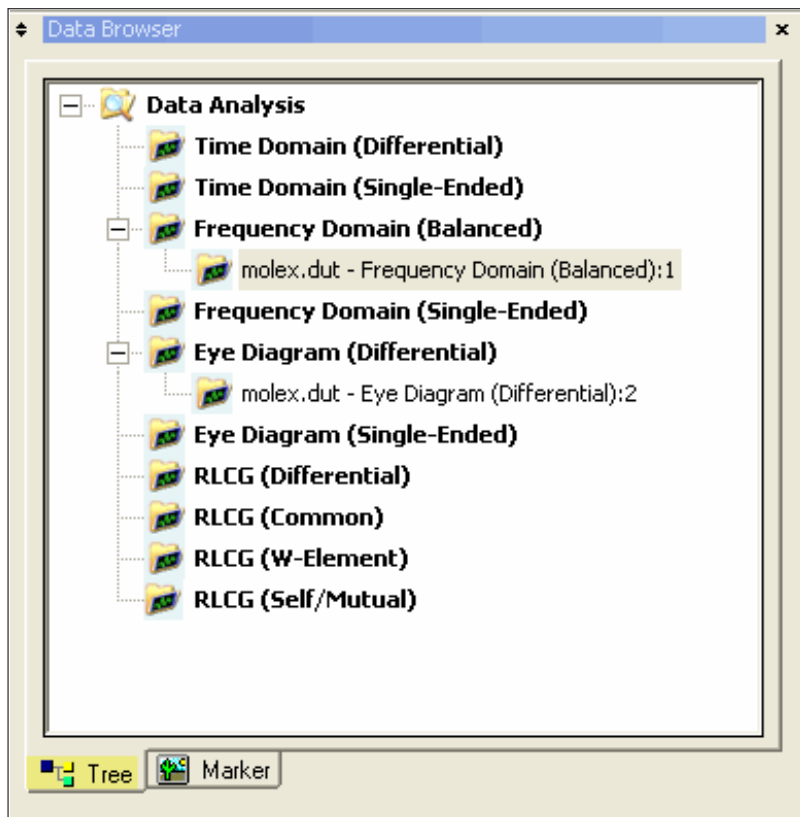 Data Browser
Data Analysis
Time Domain (Differential)
Time Domain (Single-Ended)
Frequency Domain (Balanced)
molex.dut - Frequency Domain (Balanced):1
Frequency Domain (Single-Ended)
Eye Diagram (Differential)
molex.dut - Eye Diagram (Differential):2
Eye Diagram (Single-Ended)
RLCG (Differential)
RLCG (Common)
RLCG (W-Element)
RLCG (Self/Mutual)
Tree Marker